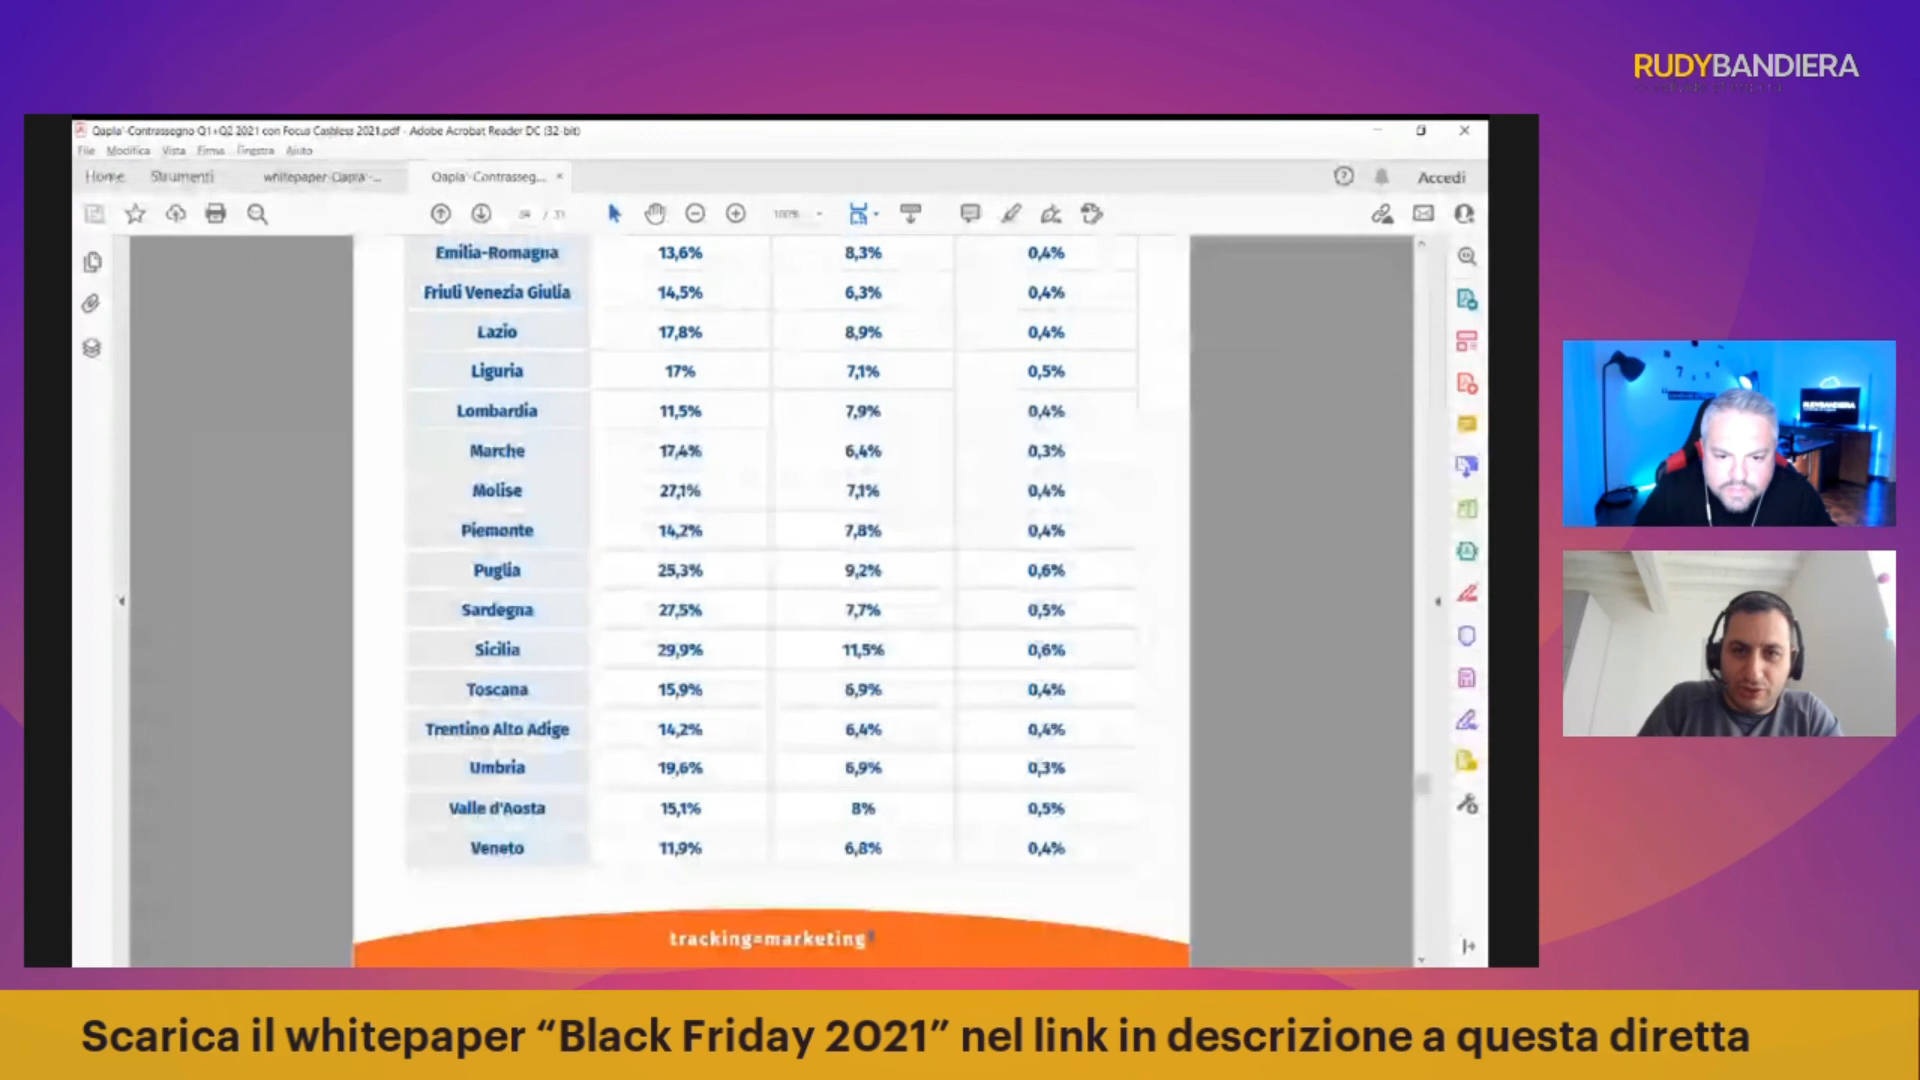 RUDYBANDIERA
Qapla'-Contrassegno Q1+Q2 2021 con Focus Cashless 2021.pdf - Adobe Acrobat Reader DC (32-bit)
File Modifica Vista Firma Finestra Aiuto
Home Strumenti whitepaper-Qapla'-... Qapla'-Contrasseg... × Accedi
100%
Emilia-Romagna 13,6% 8,3% 0,4%
Friuli Venezia Giulia 14,5% 6,3% 0,4%
Lazio 17,8% 8,9% 0,4%
Liguria 17% 7,1% 0,5%
Lombardia 11,5% 7,9% 0,4%
Marche 17,4% 6,4% 0,3%
Molise 27,1% 7,1% 0,4%
Piemonte 14,2% 7,8% 0,4%
Puglia 25,3% 9,2% 0,6%
Sardegna 27,5% 7,7% 0,5%
Sicilia 29,9% 11,5% 0,6%
Toscana 15,9% 6,9% 0,4%
Trentino Alto Adige 14,2% 6,4% 0,4%
Umbria 19,6% 6,9% 0,3%
Valle d'Aosta 15,1% 8% 0,5%
Veneto 11,9% 6,8% 0,4%
tracking=marketing
RUDYBANDIERA
Scarica il whitepaper “Black Friday 2021” nel link in descrizione a questa diretta